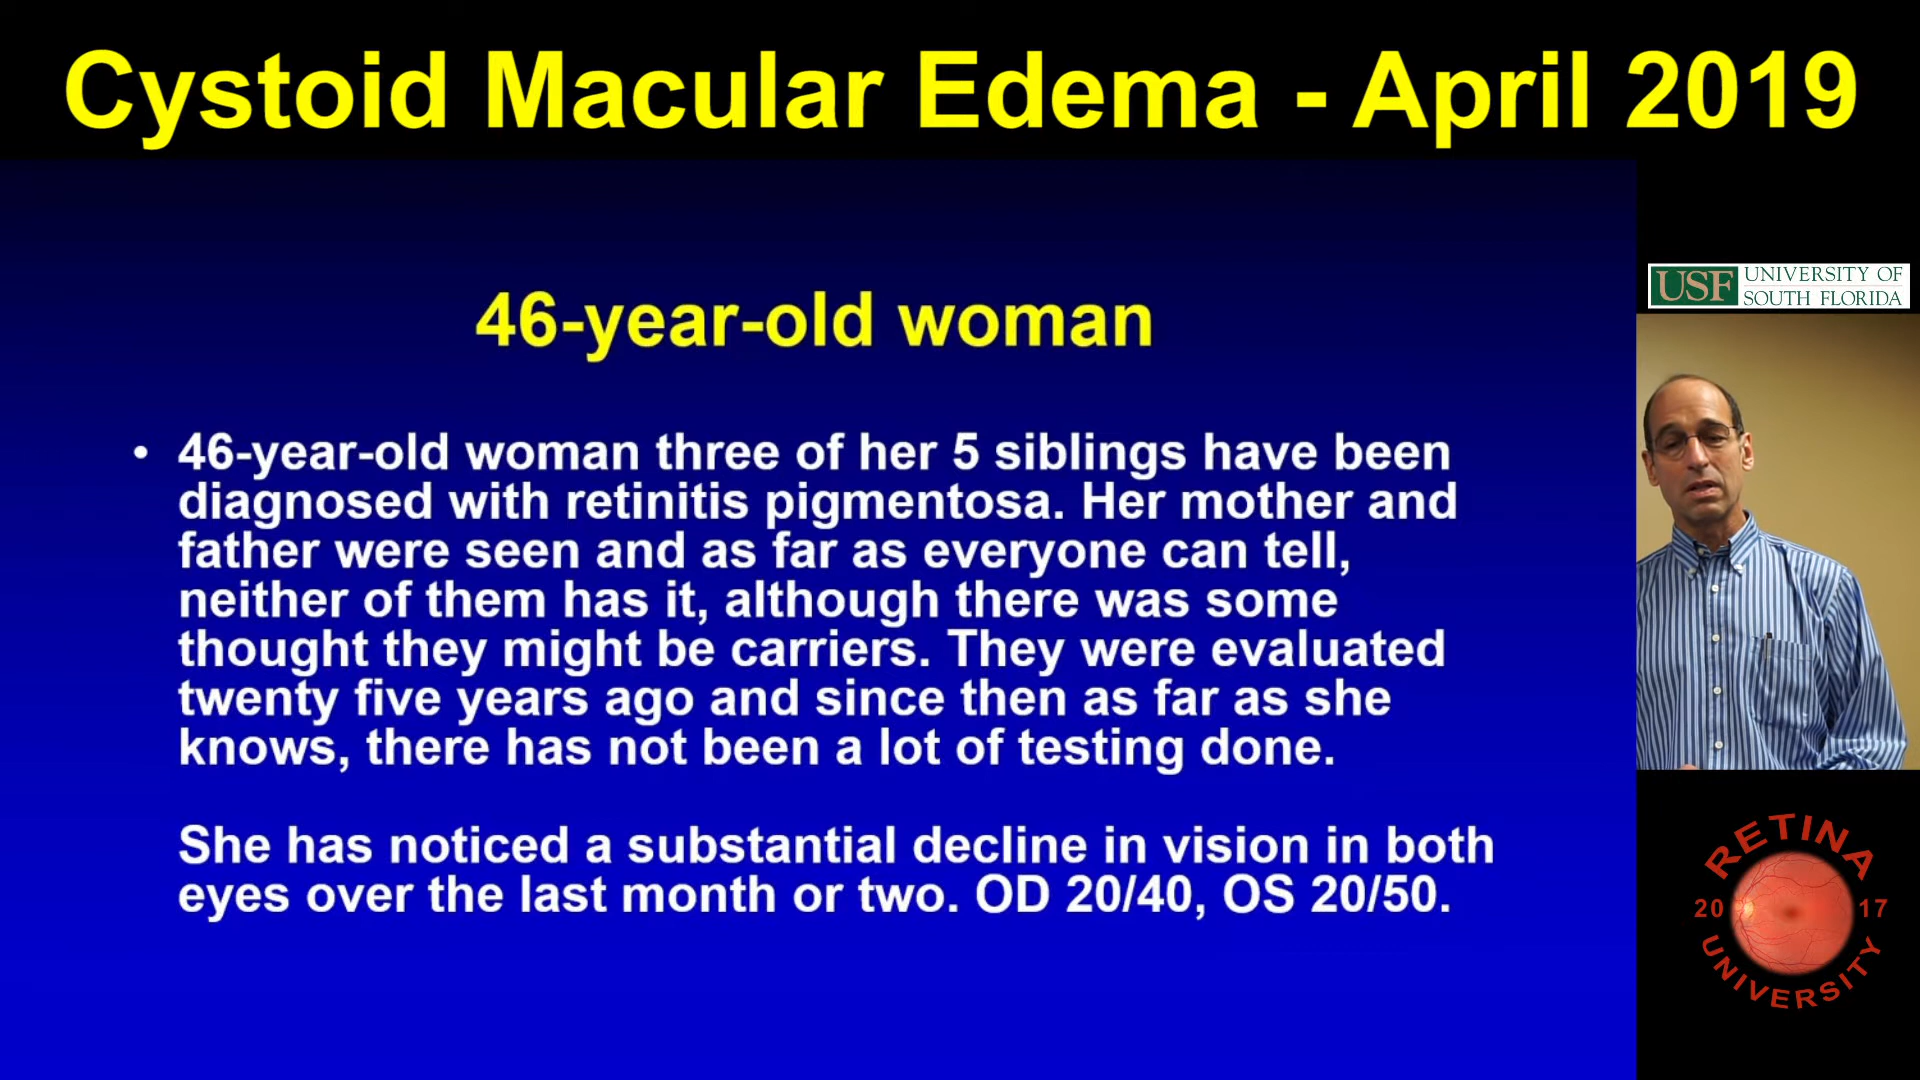 Cystoid Macular Edema - April 2019
46-year-old woman
• 46-year-old woman three of her 5 siblings have been
diagnosed with retinitis pigmentosa. Her mother and
father were seen and as far as everyone can tell,
neither of them has it, although there was some
thought they might be carriers. They were evaluated
twenty five years ago and since then as far as she
knows, there has not been a lot of testing done.
She has noticed a substantial decline in vision in both
eyes over the last month or two. OD 20/40, OS 20/50.
USF UNIVERSITY OF
SOUTH FLORIDA
RETINA
20 17
UNIVERSITY